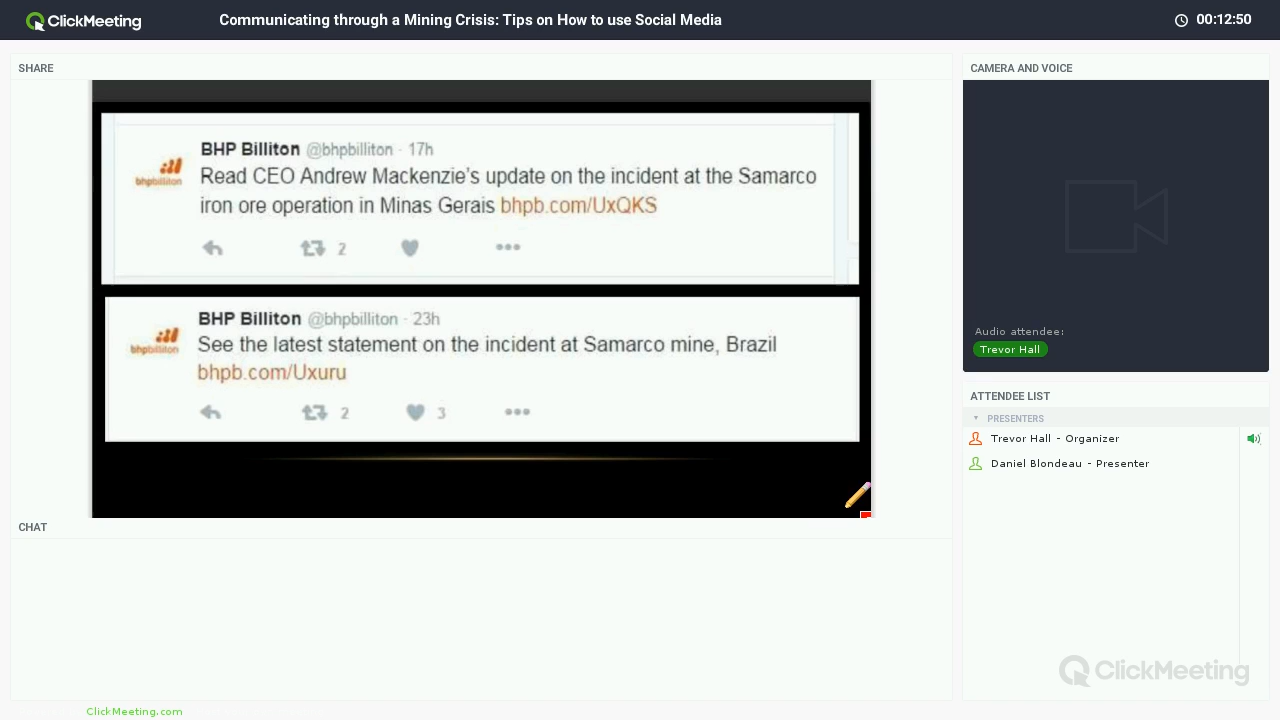 ClickMeeting
Communicating through a Mining Crisis: Tips on How to use Social Media
00:12:50
SHARE
BHP Billiton @bhpbilliton · 17h
bhpbilliton
Read CEO Andrew Mackenzie's update on the incident at the Samarco
iron ore operation in Minas Gerais bhpb.com/UxQKS
2
BHP Billiton @bhpbilliton · 23h
bhpbilliton
See the latest statement on the incident at Samarco mine, Brazil
bhpb.com/Uxuru
2 3
CHAT
CAMERA AND VOICE
Audio attendee:
Trevor Hall
ATTENDEE LIST
PRESENTERS
Trevor Hall - Organizer
Daniel Blondeau - Presenter
ClickMeeting
ClickMeeting.com